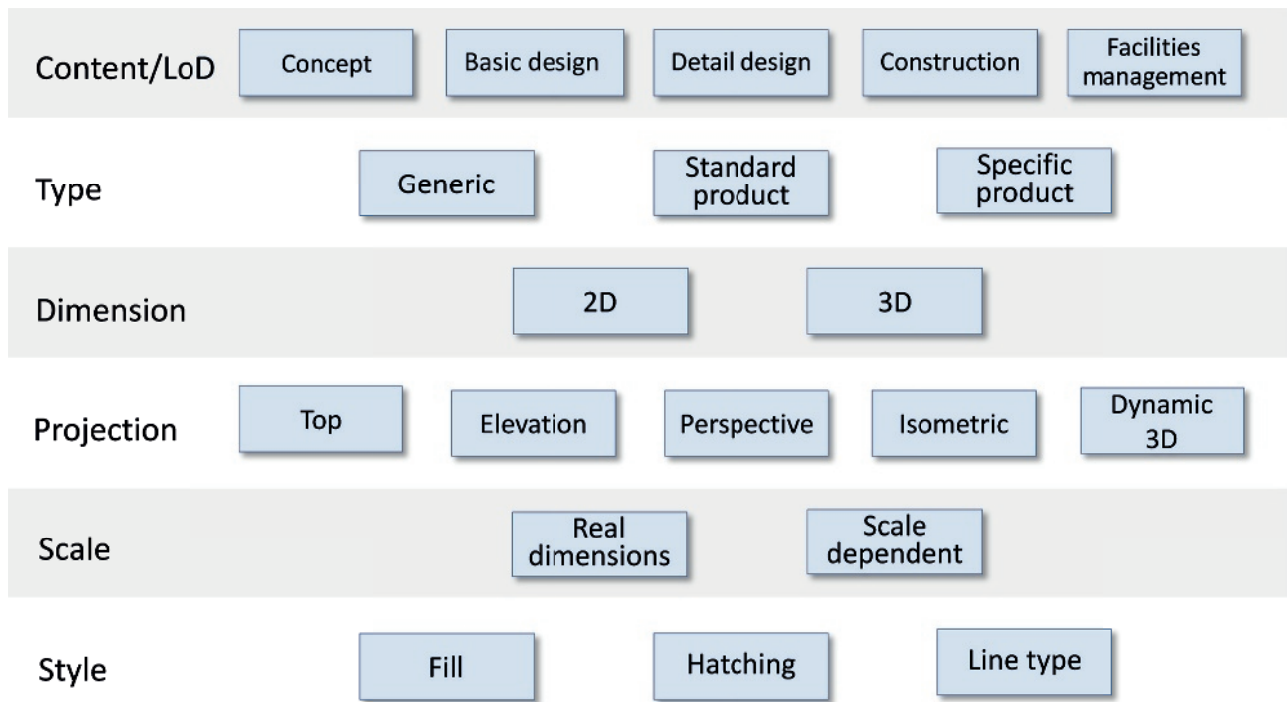 Content/LoD
Concept
Basic design
Detail design
Construction
Facilities
management
Type
Generic
Standard
product
Specific
product
Dimension
2D
3D
Projection
Top
Elevation
Perspective
Isometric
Dynamic
3D
Scale
Real
dimensions
Scale
dependent
Style
Fill
Hatching
Line type